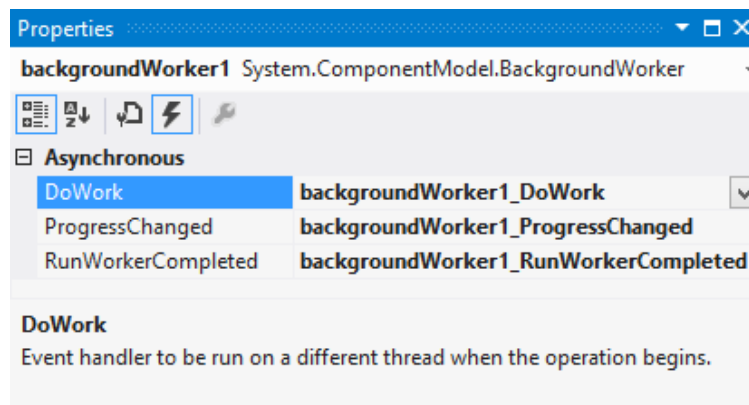 Properties
backgroundWorker1 System.ComponentModel.BackgroundWorker
Asynchronous
DoWork backgroundWorker1_DoWork
ProgressChanged backgroundWorker1_ProgressChanged
RunWorkerCompleted backgroundWorker1_RunWorkerCompleted
DoWork
Event handler to be run on a different thread when the operation begins.